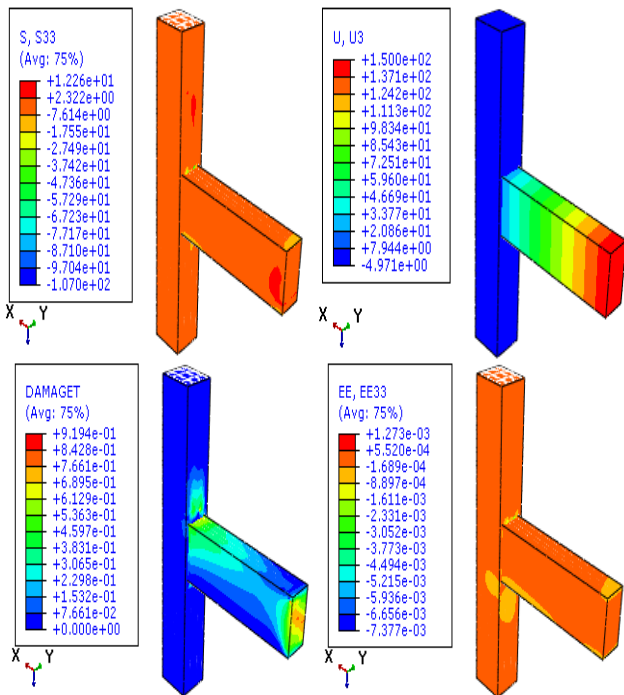 S, S33
(Avg: 75%)
+1.226e+01
+2.322e+00
-7.614e+00
-1.755e+01
-2.749e+01
-3.742e+01
-4.736e+01
-5.729e+01
-6.723e+01
-7.717e+01
-8.710e+01
-9.704e+01
-1.070e+02
X Y
U, U3
+1.500e+02
+1.371e+02
+1.242e+02
+1.113e+02
+9.834e+01
+8.543e+01
+7.251e+01
+5.960e+01
+4.669e+01
+3.377e+01
+2.086e+01
+7.944e+00
-4.971e+00
X Y
DAMAGET
(Avg: 75%)
+9.194e-01
+8.428e-01
+7.661e-01
+6.895e-01
+6.129e-01
+5.363e-01
+4.597e-01
+3.831e-01
+3.065e-01
+2.298e-01
+1.532e-01
+7.661e-02
+0.000e+00
X Y
EE, EE33
(Avg: 75%)
+1.273e-03
+5.520e-04
-1.689e-04
-8.897e-04
-1.611e-03
-2.331e-03
-3.052e-03
-3.773e-03
-4.494e-03
-5.215e-03
-5.936e-03
-6.656e-03
-7.377e-03
X Y